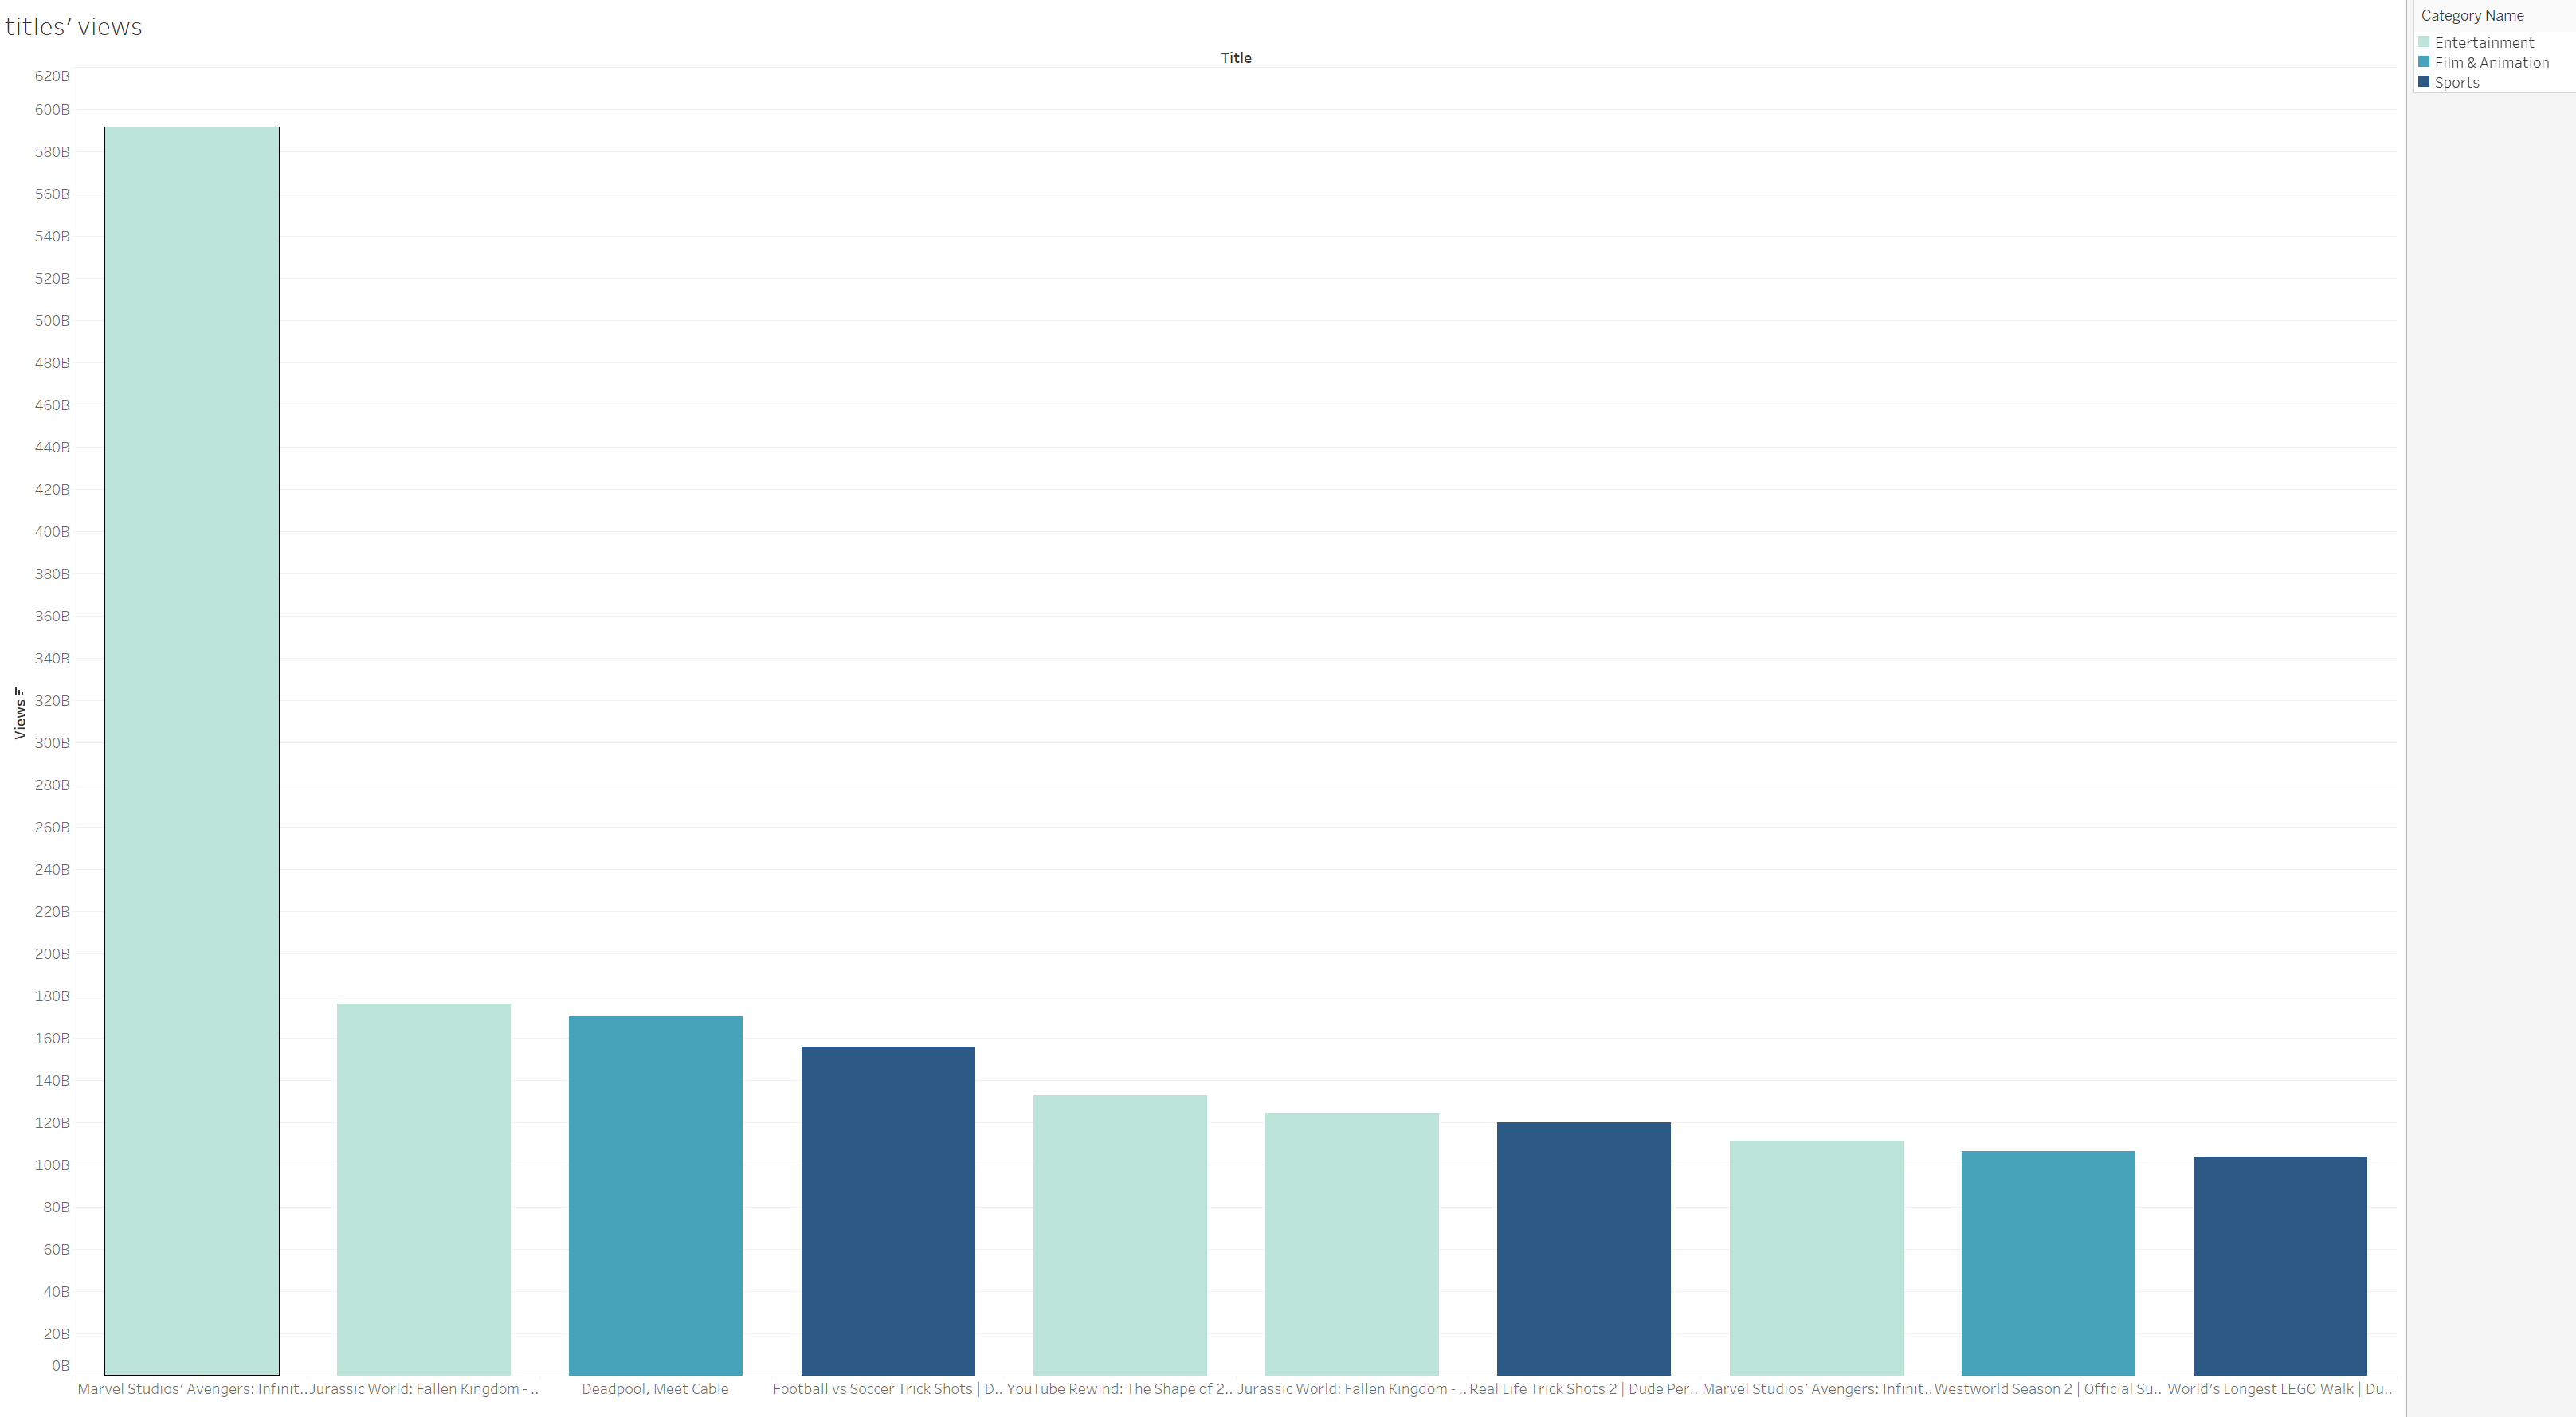 titles’ views
Category Name
Entertainment
Film & Animation
Sports
Title
620B
600B
580B
560B
540B
520B
500B
480B
460B
440B
420B
400B
380B
360B
340B
320B
300B
280B
260B
240B
220B
200B
180B
160B
140B
120B
100B
80B
60B
40B
20B
0B
Views
Marvel Studios’ Avengers: Infinit..
Jurassic World: Fallen Kingdom - ..
Deadpool, Meet Cable
Football vs Soccer Trick Shots | D..
YouTube Rewind: The Shape of 2..
Jurassic World: Fallen Kingdom - ..
Real Life Trick Shots 2 | Dude Per..
Marvel Studios’ Avengers: Infinit..
Westworld Season 2 | Official Su..
World’s Longest LEGO Walk | Du..